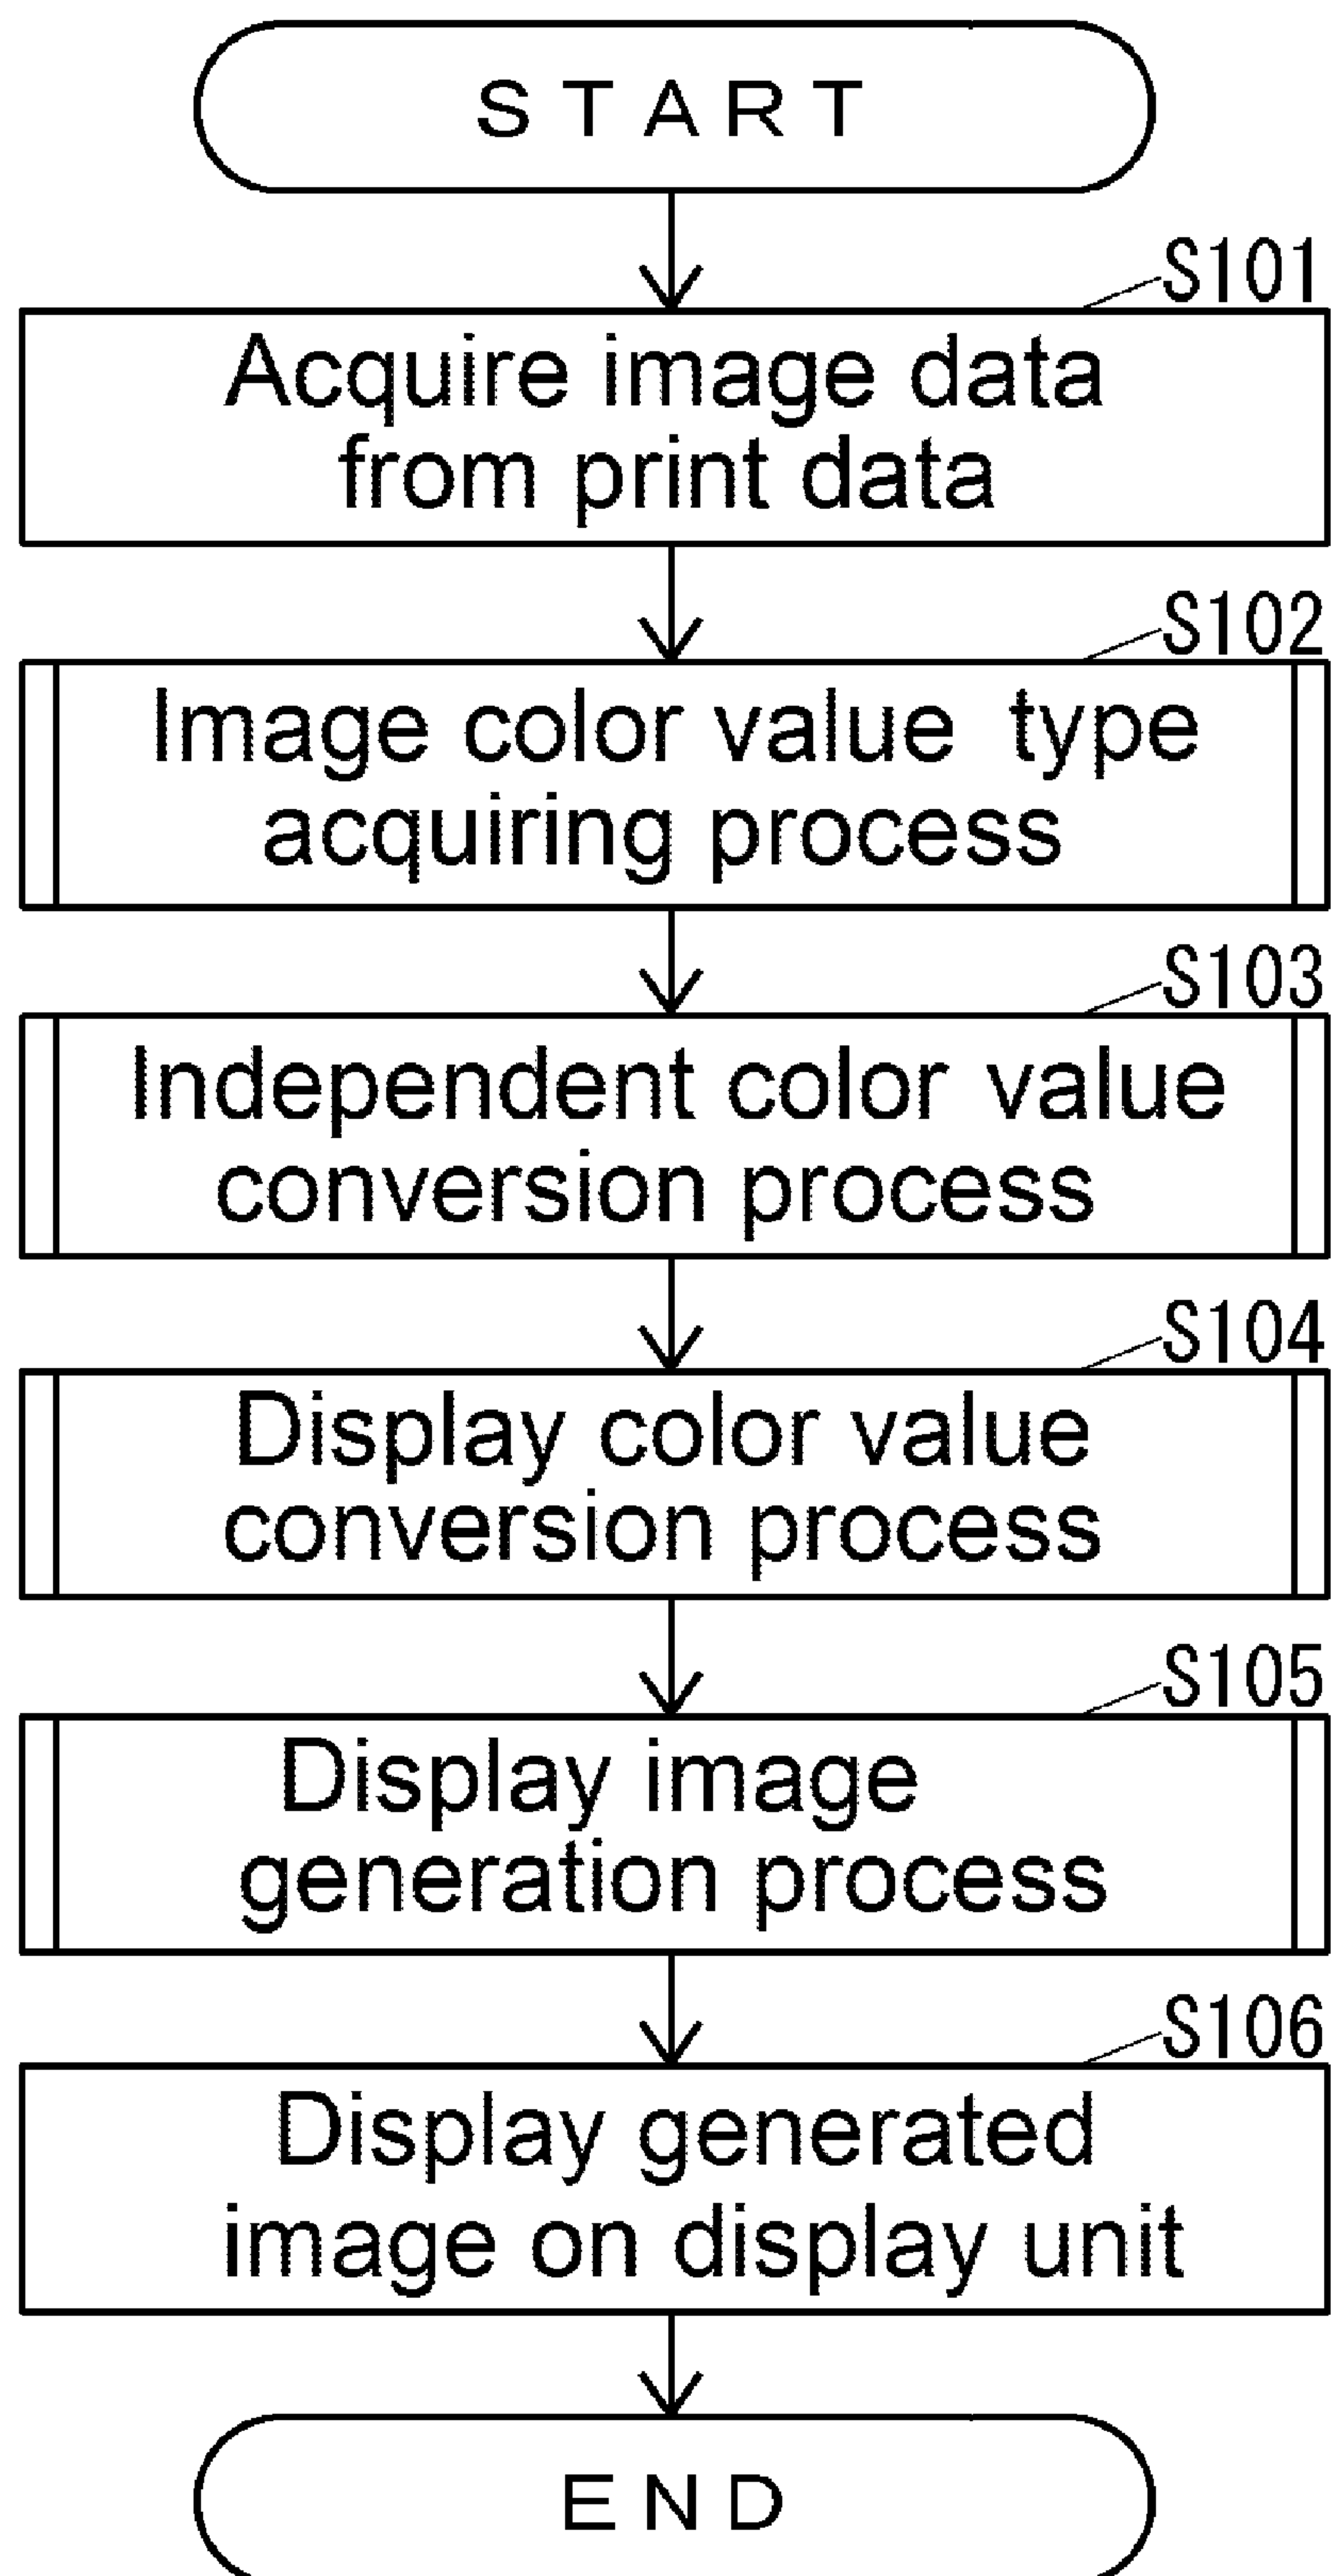 START
S101
Acquire image data
from print data
S102
Image color value type
acquiring process
S103
Independent color value
conversion process
S104
Display color value
conversion process
S105
Display image
generation process
S106
Display generated
image on display unit
END